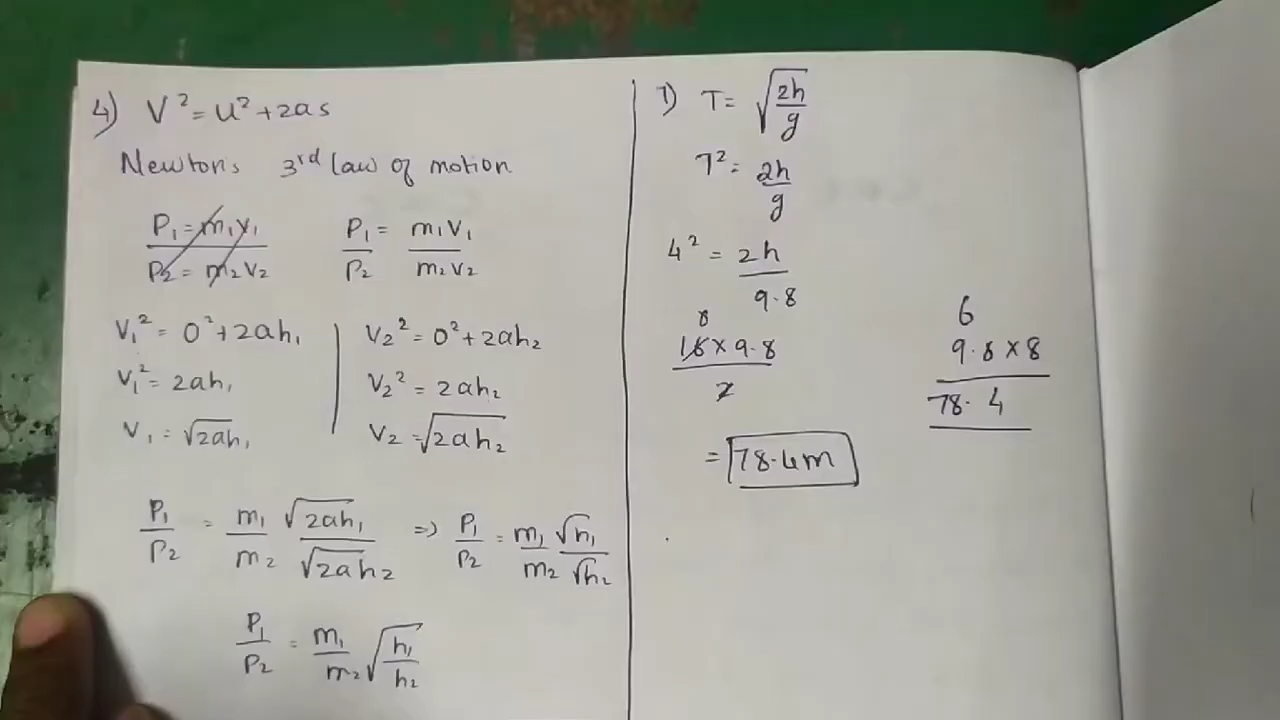 4) V² = u² + 2as
Newtons 3rd law of motion
P₁ = m₁v₁
P₂ = m₂v₂
P₁/P₂ = m₁v₁/m₂v₂
V₁² = 0² + 2ah₁
V₁² = 2ah₁
V₁ = √2ah₁
V₂² = 0² + 2ah₂
V₂² = 2ah₂
V₂ = √2ah₂
P₁/P₂ = m₁/m₂ √2ah₁/√2ah₂ => P₁/P₂ = m₁/m₂ √h₁/√h₂
P₁/P₂ = m₁/m₂ √h₁/h₂
7) T = √2h/g
T² = 2h/g
4² = 2h/9.8
8
16 × 9.8
2
= 78.4m
6
9.8 × 8
78.4